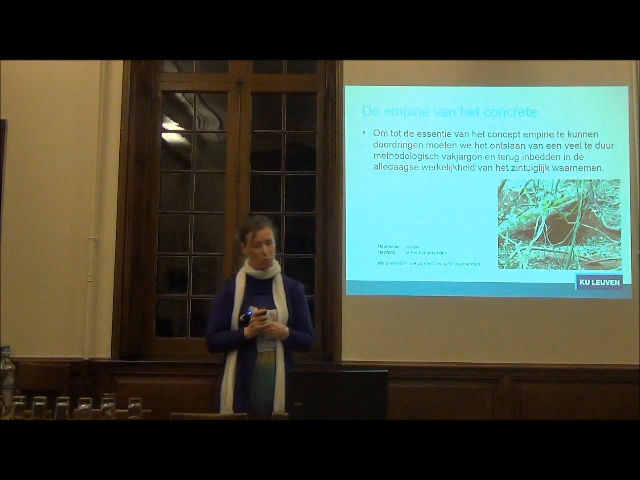 De empirie van het concrete
• Om tot de essentie van het concept empirie te kunnen
doordringen moeten we het ontslaan van een veel te duur
methodologisch vakjargon en terug inbedden in de
alledaagse werkelijkheid van het zintuiglijk waarnemen.
KU LEUVEN